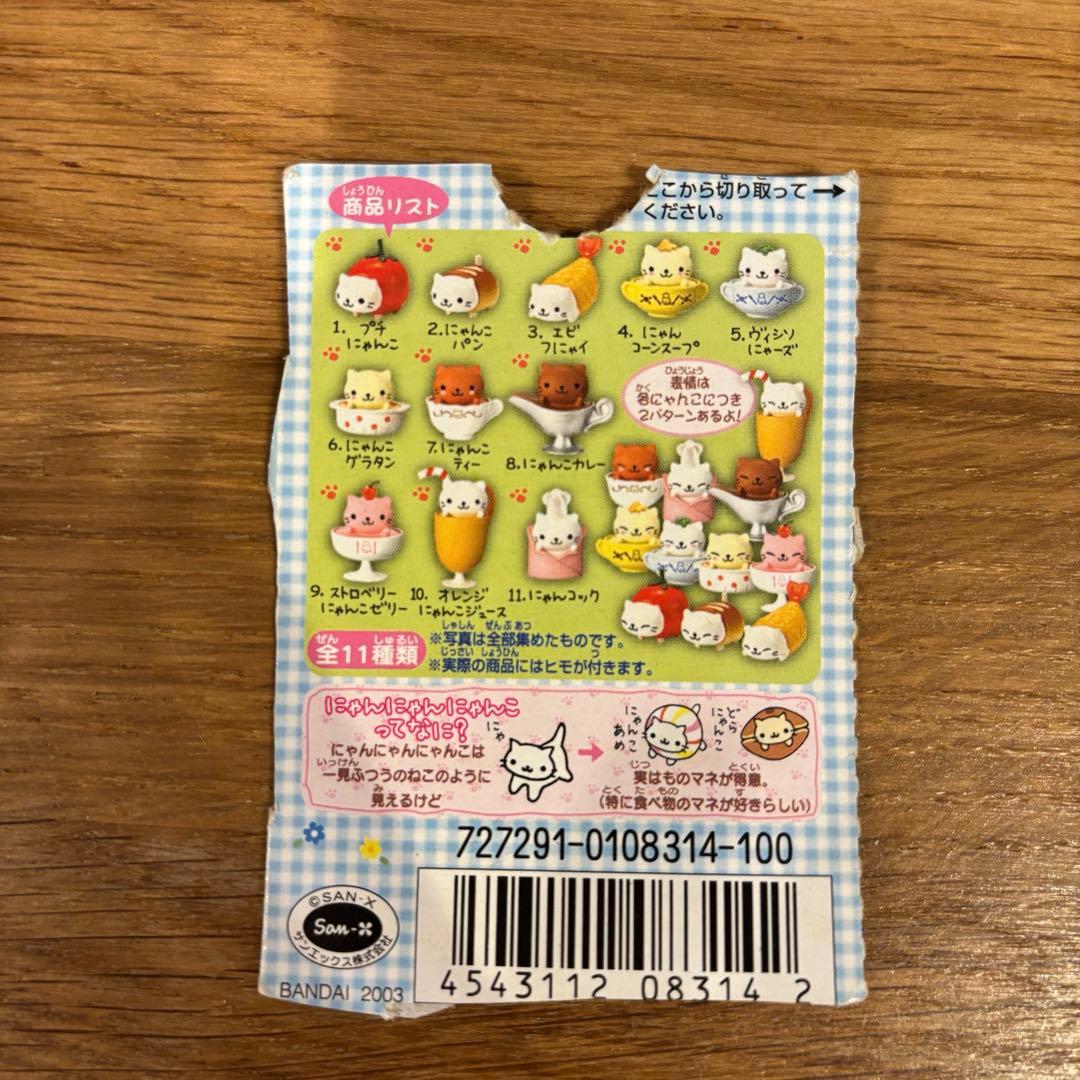 しょうひん
商品リスト
ここから切り取って→
ください。
1. プチ
にゃんこ
2.にゃんこ
パン
3. エビ
フにゃイ
4. にゃん
コーンスープ
5. ヴィシソ
にゃーズ
ひょうじょう
表情は
かく
各にゃんこにつき
2パターンあるよ!
6.にゃんこ
グラタン
7.にゃんこ
ティー
8.にゃんこカレー
9. ストロベリー
にゃんこゼリー
10. オレンジ
にゃんこジュース
11.にゃんコック
ぜん しゅるい
全11種類
しゃしん ぜんぶあつ
※写真は全部集めたものです。
じっさい しょうひん つ
※実際の商品にはヒモが付きます。
にゃんにゃんにゃんこ
ってなに?
にゃんにゃんにゃんこは
いっけん
一見ふつうのねこのように
み
見えるけど
にゃ
にゃんこ
あめ
どら
にゃんこ
じつ とくい
実はものマネが得意。
とく た もの す
(特に食べ物のマネが好きらしい)
727291-0108314-100
©SAN-X
San-X
サンエックス株式会社
BANDAI 2003
4543112 08314 2